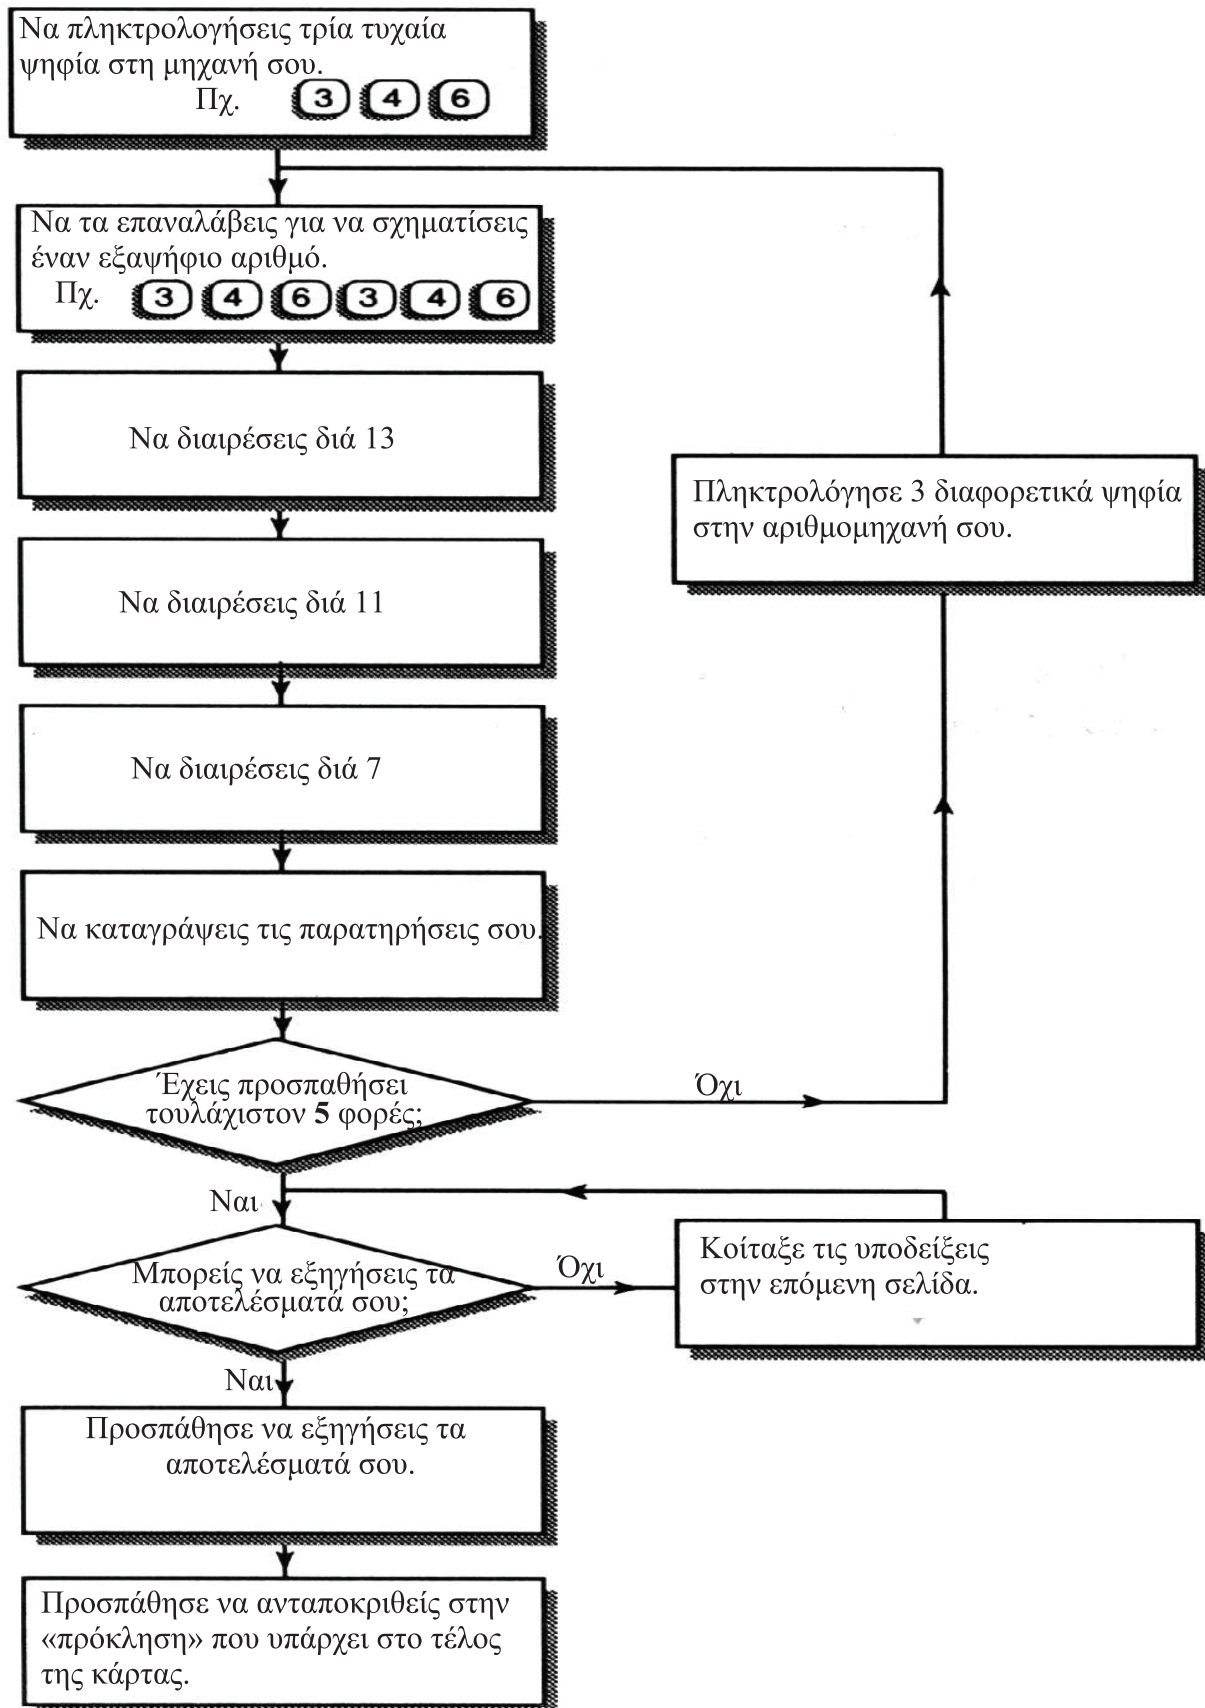 Να πληκτρολογήσεις τρία τυχαία
ψηφία στη μηχανή σου.
Πχ. 3 4 6
Να τα επαναλάβεις για να σχηματίσεις
έναν εξαψήφιο αριθμό.
Πχ. 3 4 6 3 4 6
Να διαιρέσεις διά 13
Να διαιρέσεις διά 11
Να διαιρέσεις διά 7
Να καταγράψεις τις παρατηρήσεις σου.
Έχεις προσπαθήσει
τουλάχιστον 5 φορές;
Όχι
Πληκτρολόγησε 3 διαφορετικά ψηφία
στην αριθμομηχανή σου.
Ναι
Μπορείς να εξηγήσεις τα
αποτελέσματά σου;
Όχι
Κοίταξε τις υποδείξεις
στην επόμενη σελίδα.
Ναι
Προσπάθησε να εξηγήσεις τα
αποτελέσματά σου.
Προσπάθησε να ανταποκριθείς στην
«πρόκληση» που υπάρχει στο τέλος
της κάρτας.